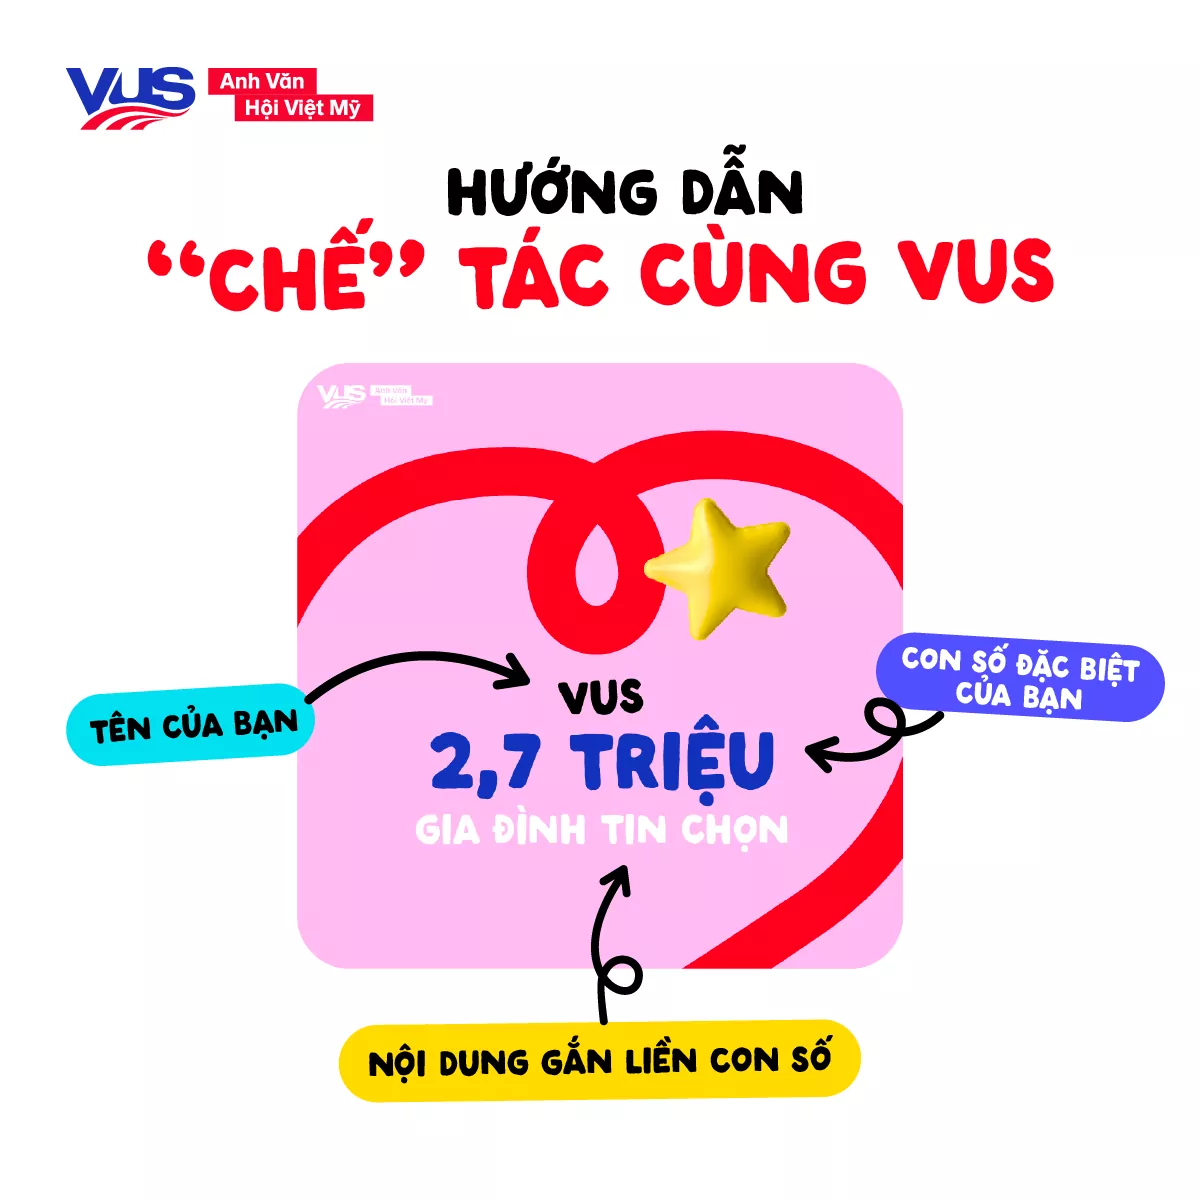 VUS Anh Văn
Hội Việt Mỹ
HƯỚNG DẪN
“CHẾ” TÁC CÙNG VUS
VUS Anh Văn
Hội Việt Mỹ
CON SỐ ĐẶC BIỆT
CỦA BẠN
TÊN CỦA BẠN
VUS
2,7 TRIỆU
GIA ĐÌNH TIN CHỌN
NỘI DUNG GẮN LIỀN CON SỐ